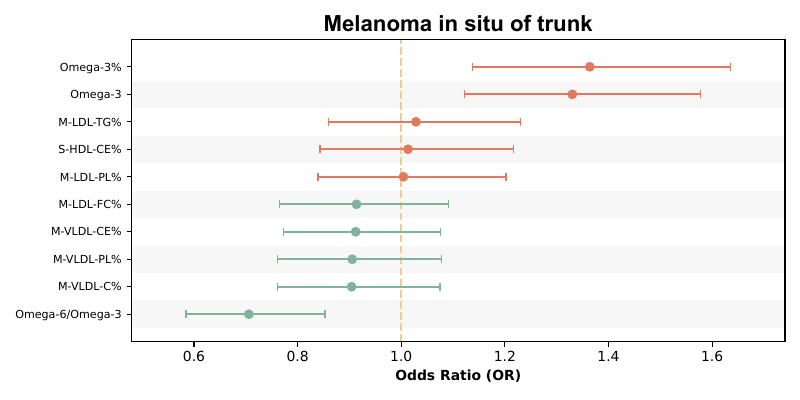 Melanoma in situ of trunk
Omega-3%
Omega-3
M-LDL-TG%
S-HDL-CE%
M-LDL-PL%
M-LDL-FC%
M-VLDL-CE%
M-VLDL-PL%
M-VLDL-C%
Omega-6/Omega-3
0.6 0.8 1.0 1.2 1.4 1.6
Odds Ratio (OR)